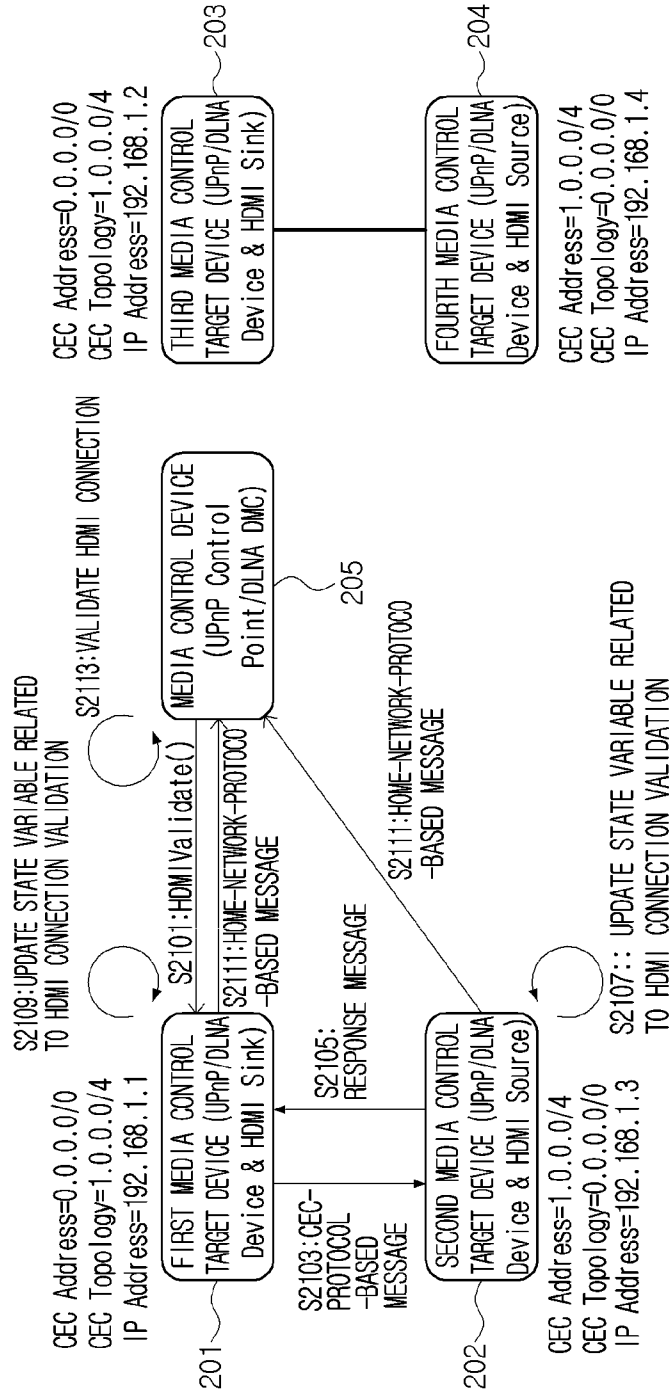 S2109:UPDATE STATE VARIABLE RELATED
TO HDMI CONNECTION VALIDATION
S2113:VALIDATE HDMI CONNECTION
CEC Address=0.0.0.0/0
CEC Topology=1.0.0.0/4
IP Address=192.168.1.1
FIRST MEDIA CONTROL
TARGET DEVICE (UPnP/DLNA
Device & HDMI Sink)
201
S2101:HDMIValidate()
S2111:HOME-NETWORK-PROTOCO
-BASED MESSAGE
MEDIA CONTROL DEVICE
(UPnP Control
Point/DLNA DMC)
205
CEC Address=0.0.0.0/0
CEC Topology=1.0.0.0/4
IP Address=192.168.1.2
THIRD MEDIA CONTROL
TARGET DEVICE (UPnP/DLNA
Device & HDMI Sink)
203
S2103:CEC-
PROTOCOL
-BASED
MESSAGE
S2105:
RESPONSE MESSAGE
S2111:HOME-NETWORK-PROTOCO
-BASED MESSAGE
SECOND MEDIA CONTROL
TARGET DEVICE (UPnP/DLNA
Device & HDMI Source)
202
CEC Address=1.0.0.0/4
CEC Topology=0.0.0.0/0
IP Address=192.168.1.3
S2107:: UPDATE STATE VARIABLE RELATED
TO HDMI CONNECTION VALIDATION
FOURTH MEDIA CONTROL
TARGET DEVICE (UPnP/DLNA
Device & HDMI Source)
204
CEC Address=1.0.0.0/4
CEC Topology=0.0.0.0/0
IP Address=192.168.1.4